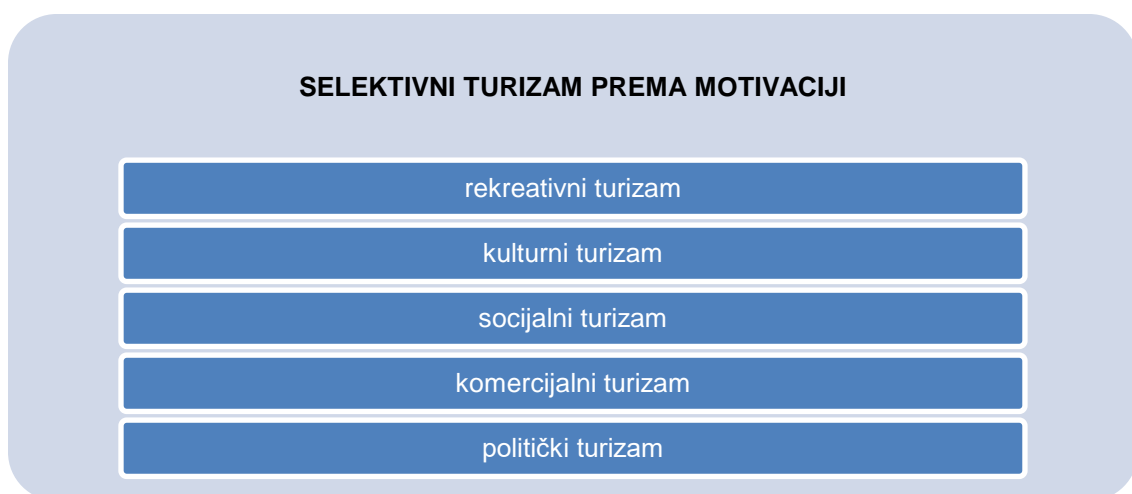 SELEKTIVNI TURIZAM PREMA MOTIVACIJI
rekreativni turizam
kulturni turizam
socijalni turizam
komercijalni turizam
politički turizam